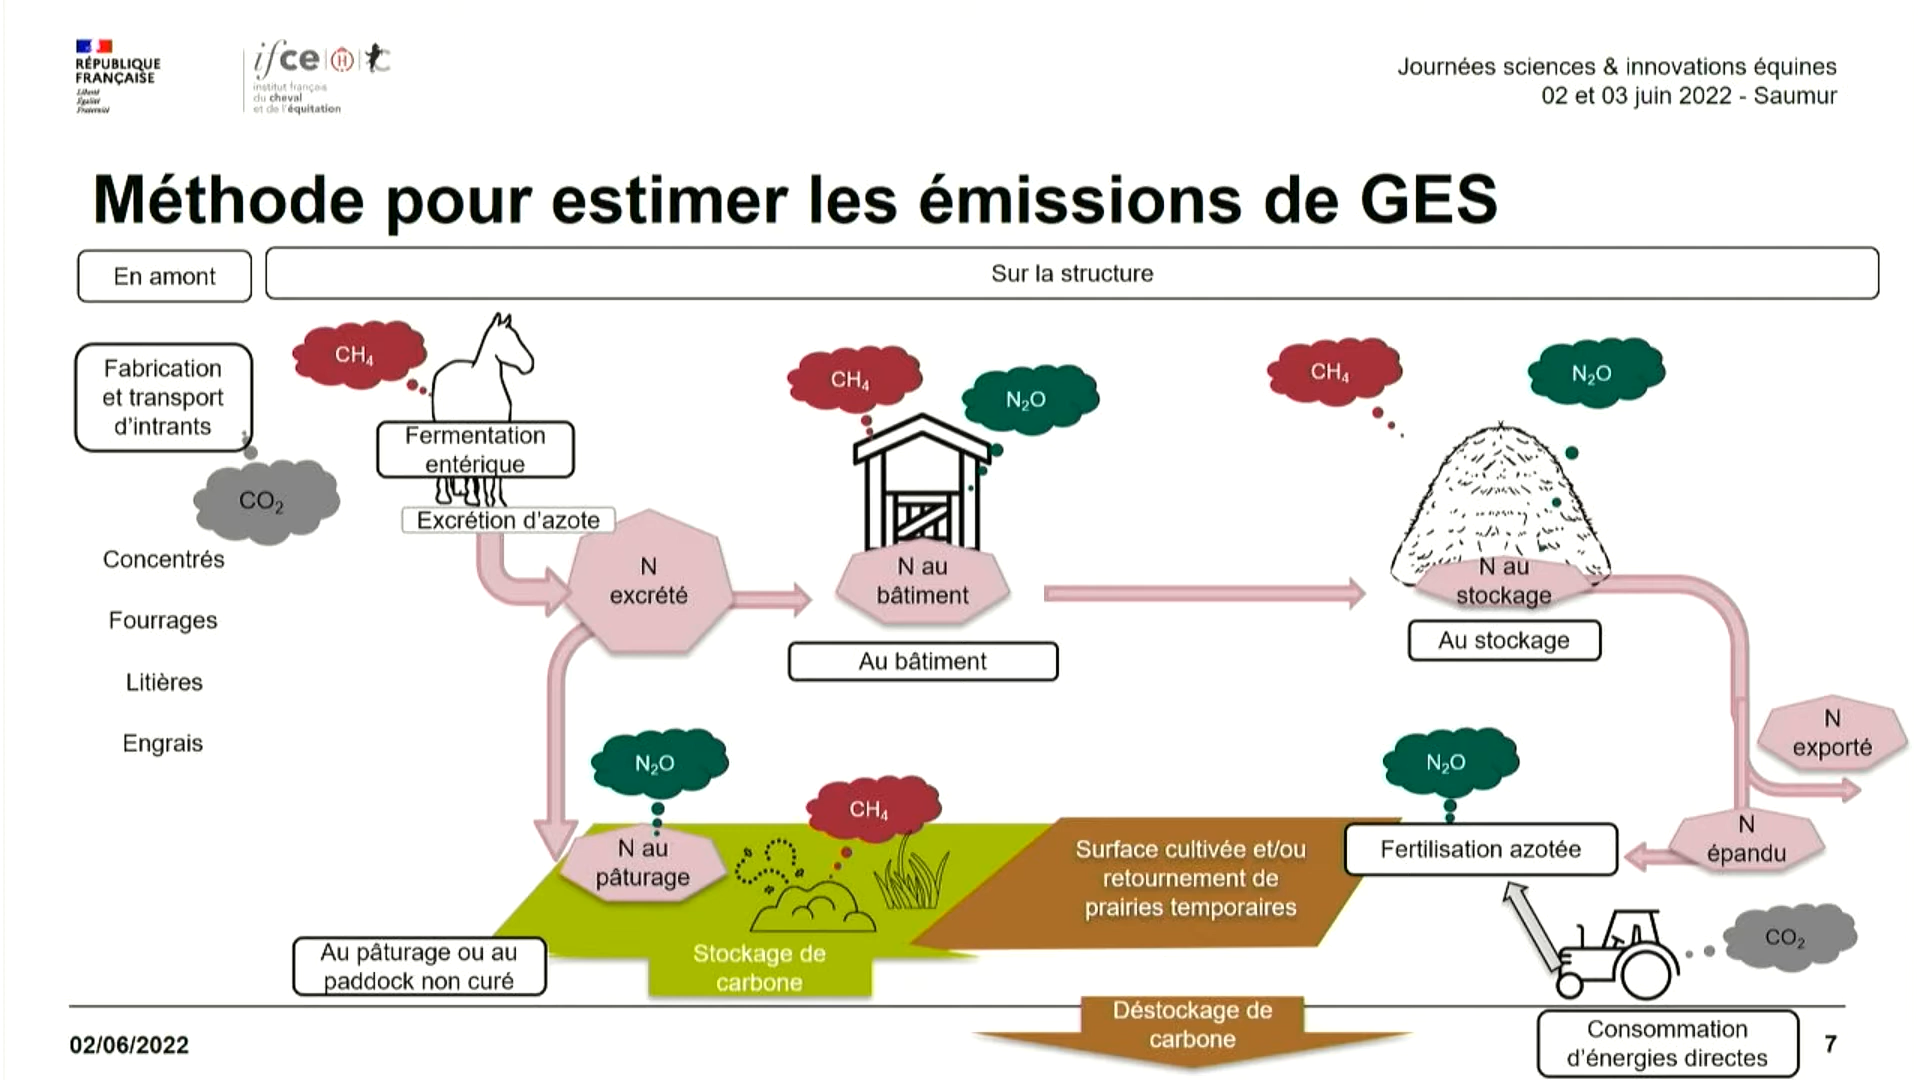 RÉPUBLIQUE
FRANÇAISE
Liberté
Égalité
Fraternité
ifce
institut français
du cheval
et de l'équitation
Journées sciences & innovations équines
02 et 03 juin 2022 - Saumur
Méthode pour estimer les émissions de GES
En amont
Sur la structure
Fabrication
et transport
d'intrants
CO₂
Concentrés
Fourrages
Litières
Engrais
CH₄
Fermentation
entérique
Excrétion d'azote
N
excrété
CH₄
N₂O
N au
bâtiment
Au bâtiment
CH₄
N₂O
N au
stockage
Au stockage
N
exporté
N
épandu
N₂O
Fertilisation azotée
N₂O
N au
pâturage
CH₄
Surface cultivée et/ou
retournement de
prairies temporaires
Au pâturage ou au
paddock non curé
Stockage de
carbone
Déstockage de
carbone
CO₂
Consommation
d'énergies directes
02/06/2022
7